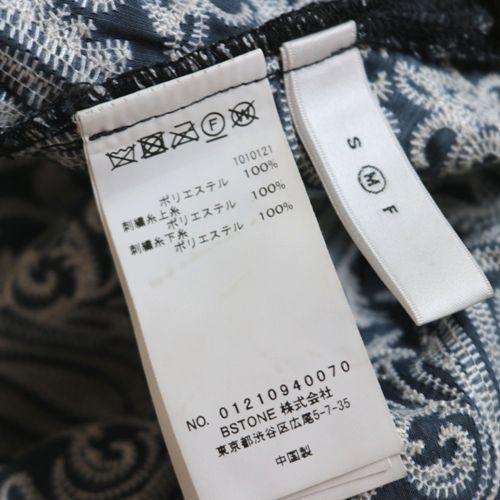 F
1010121
ポリエステル 100%
刺繍糸上糸
ポリエステル 100%
刺繍糸下糸
ポリエステル 100%
NO. 01210940070
BSTONE 株式会社
東京都渋谷区広尾5-7-35
中国製
S M F